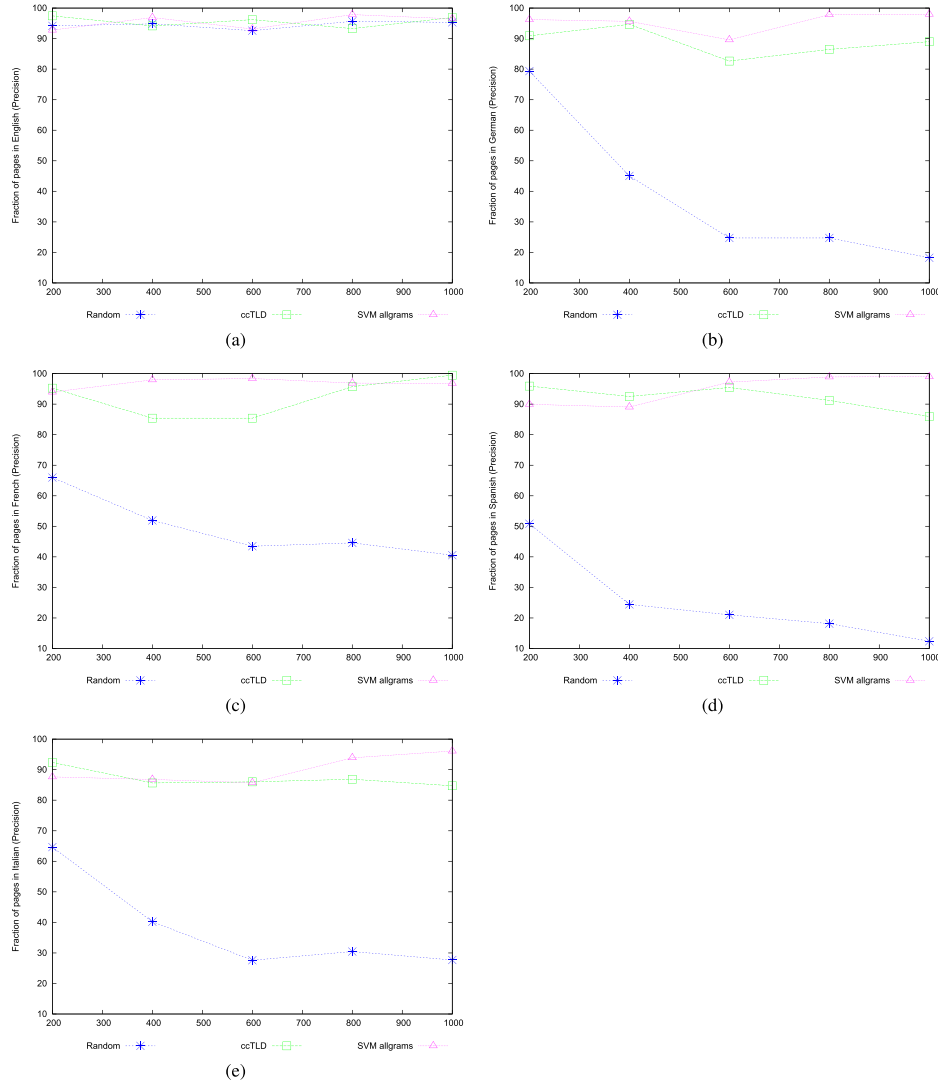 100
90
80
70
60
50
40
30
20
10
Fraction of pages in English (Precision)
200 300 400 500 600 700 800 900 1000
Random ccTLD SVM allgrams
(a)
100
90
80
70
60
50
40
30
20
10
Fraction of pages in German (Precision)
200 300 400 500 600 700 800 900 1000
Random ccTLD SVM allgrams
(b)
100
90
80
70
60
50
40
30
20
10
Fraction of pages in French (Precision)
200 300 400 500 600 700 800 900 1000
Random ccTLD SVM allgrams
(c)
100
90
80
70
60
50
40
30
20
10
Fraction of pages in Spanish (Precision)
200 300 400 500 600 700 800 900 1000
Random ccTLD SVM allgrams
(d)
100
90
80
70
60
50
40
30
20
10
Fraction of pages in Italian (Precision)
200 300 400 500 600 700 800 900 1000
Random ccTLD SVM allgrams
(e)